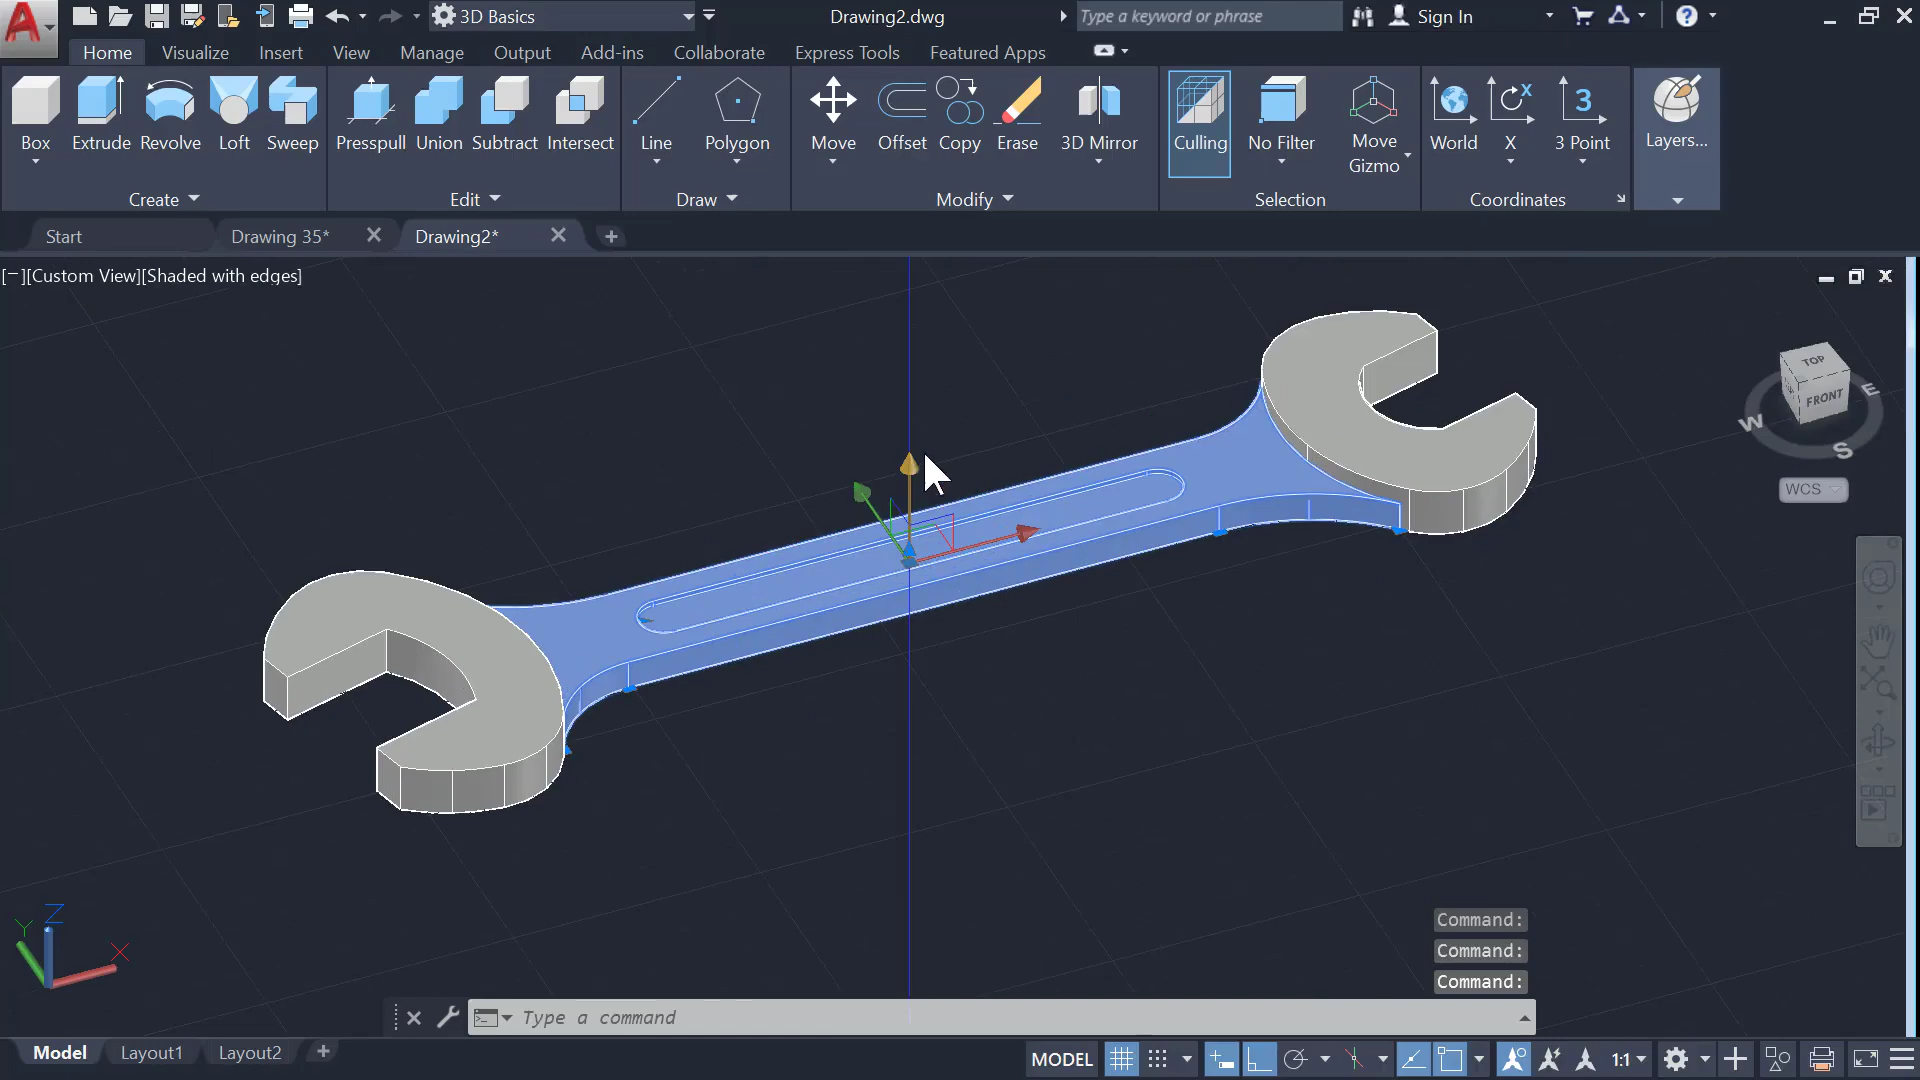 3D Basics
Drawing2.dwg
Type a keyword or phrase
Sign In
Home
Visualize
Insert
View
Manage
Output
Add-ins
Collaborate
Express Tools
Featured Apps
Box
Extrude
Revolve
Loft
Sweep
Presspull
Union
Subtract
Intersect
Line
Polygon
Move
Offset
Copy
Erase
3D Mirror
Culling
No Filter
Move
Gizmo
World
X
X
3
3 Point
Layers...
Create
Edit
Draw
Modify
Selection
Coordinates
Start
Drawing 35*
Drawing2*
[−][Custom View][Shaded with edges]
TOP
FRONT
W
E
S
WCS
Z
Y
X
Command:
Command:
Command:
Type a command
Model
Layout1
Layout2
MODEL
1:1